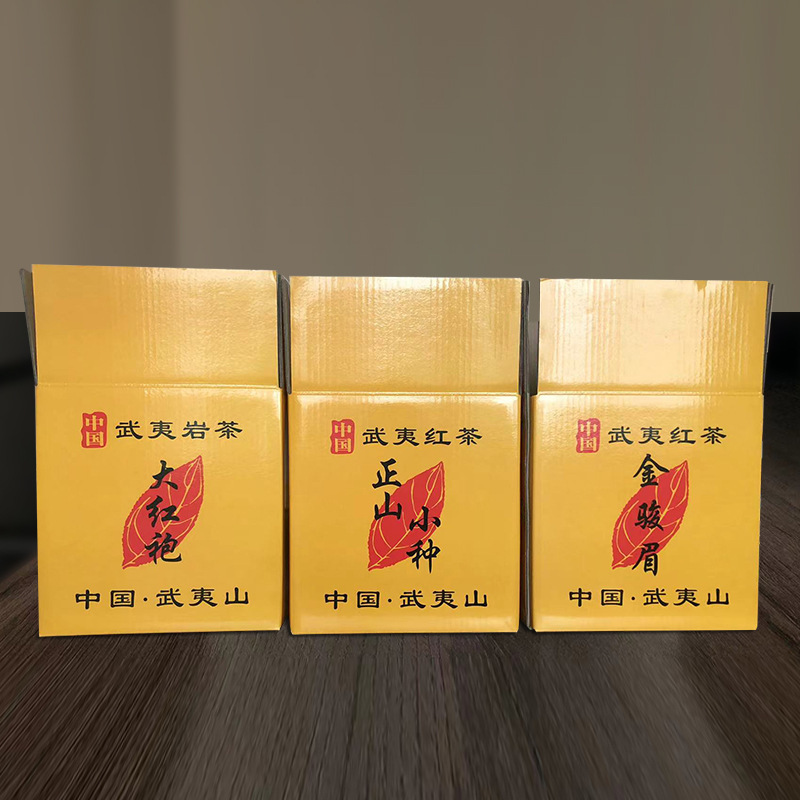 中国 武夷岩茶
大红袍
中国·武夷山
中国 武夷红茶
正山
小种
中国·武夷山
中国 武夷红茶
金骏眉
中国·武夷山